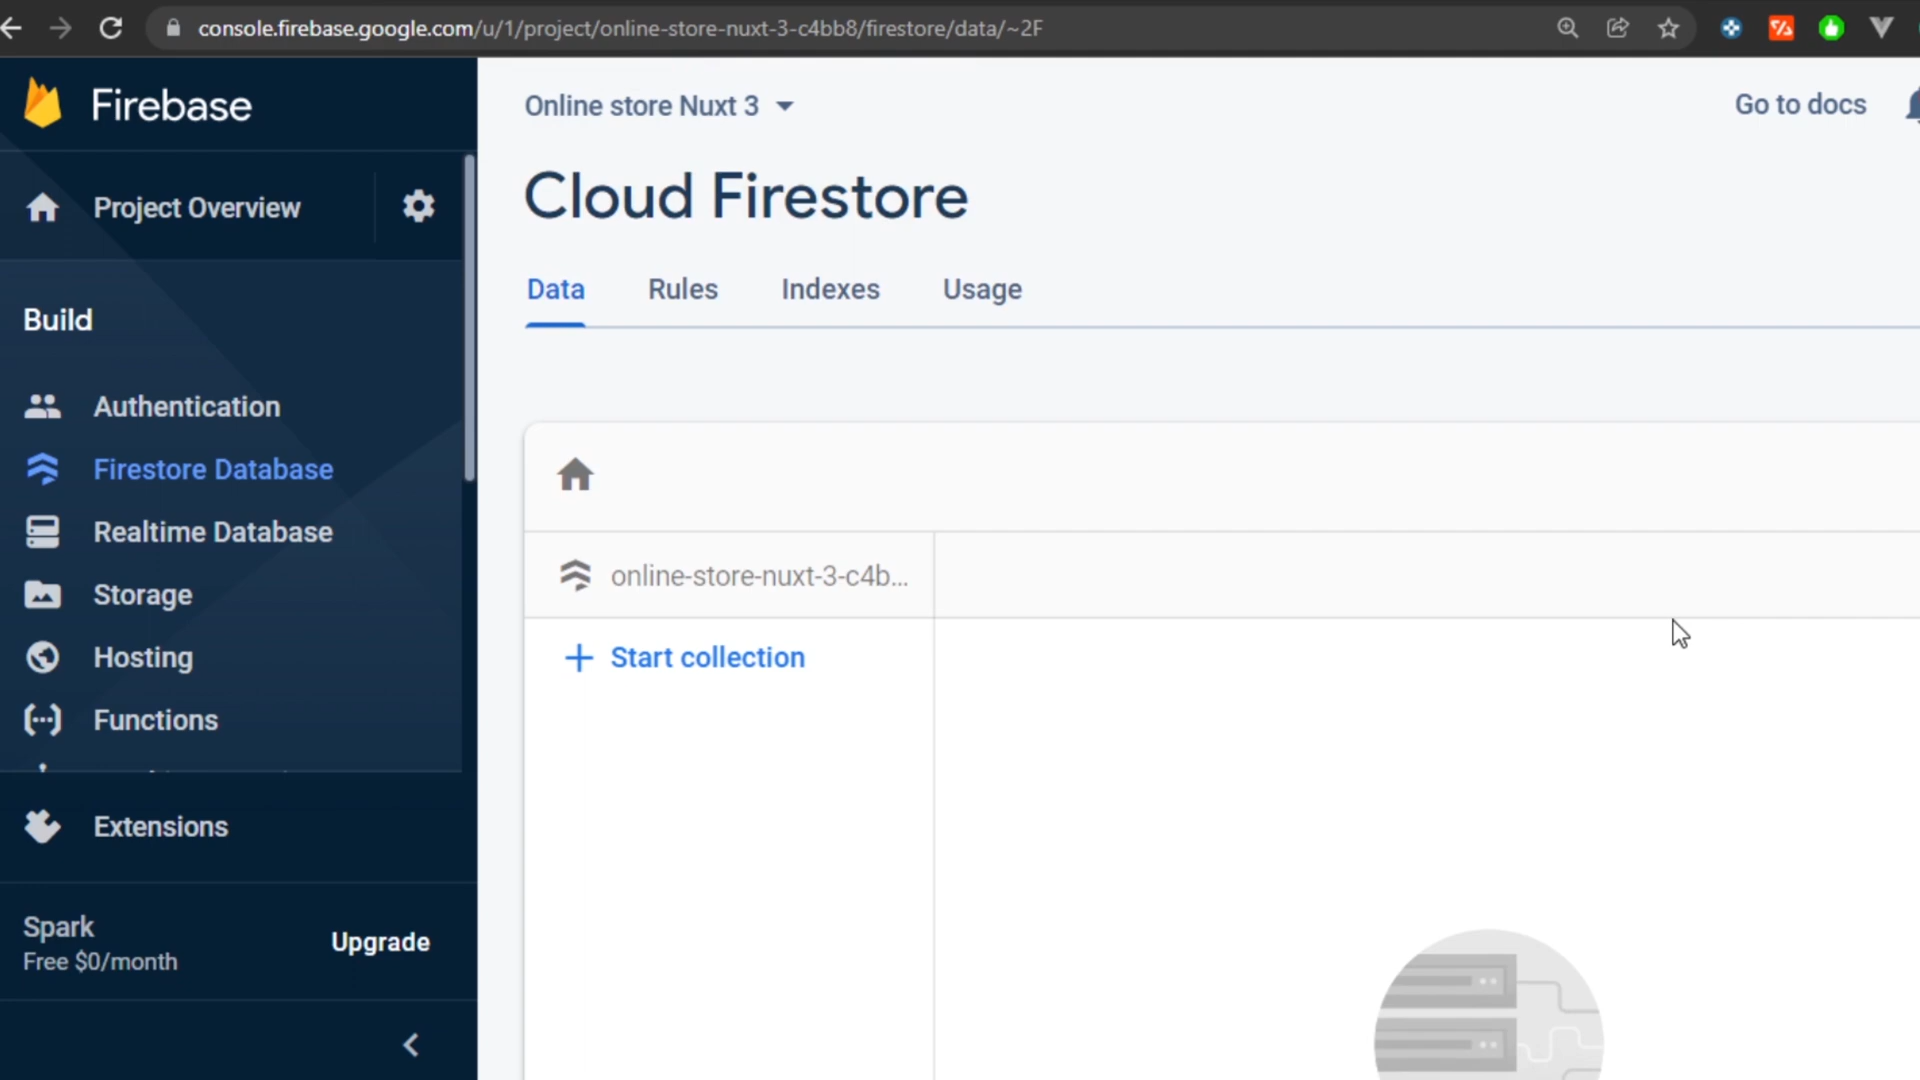 console.firebase.google.com/u/1/project/online-store-nuxt-3-c4bb8/firestore/data/~2F
Firebase
Online store Nuxt 3
Go to docs
Project Overview
Cloud Firestore
Data
Rules
Indexes
Usage
Build
Authentication
Firestore Database
Realtime Database
Storage
Hosting
Functions
Extensions
online-store-nuxt-3-c4b...
Start collection
Spark
Free $0/month
Upgrade